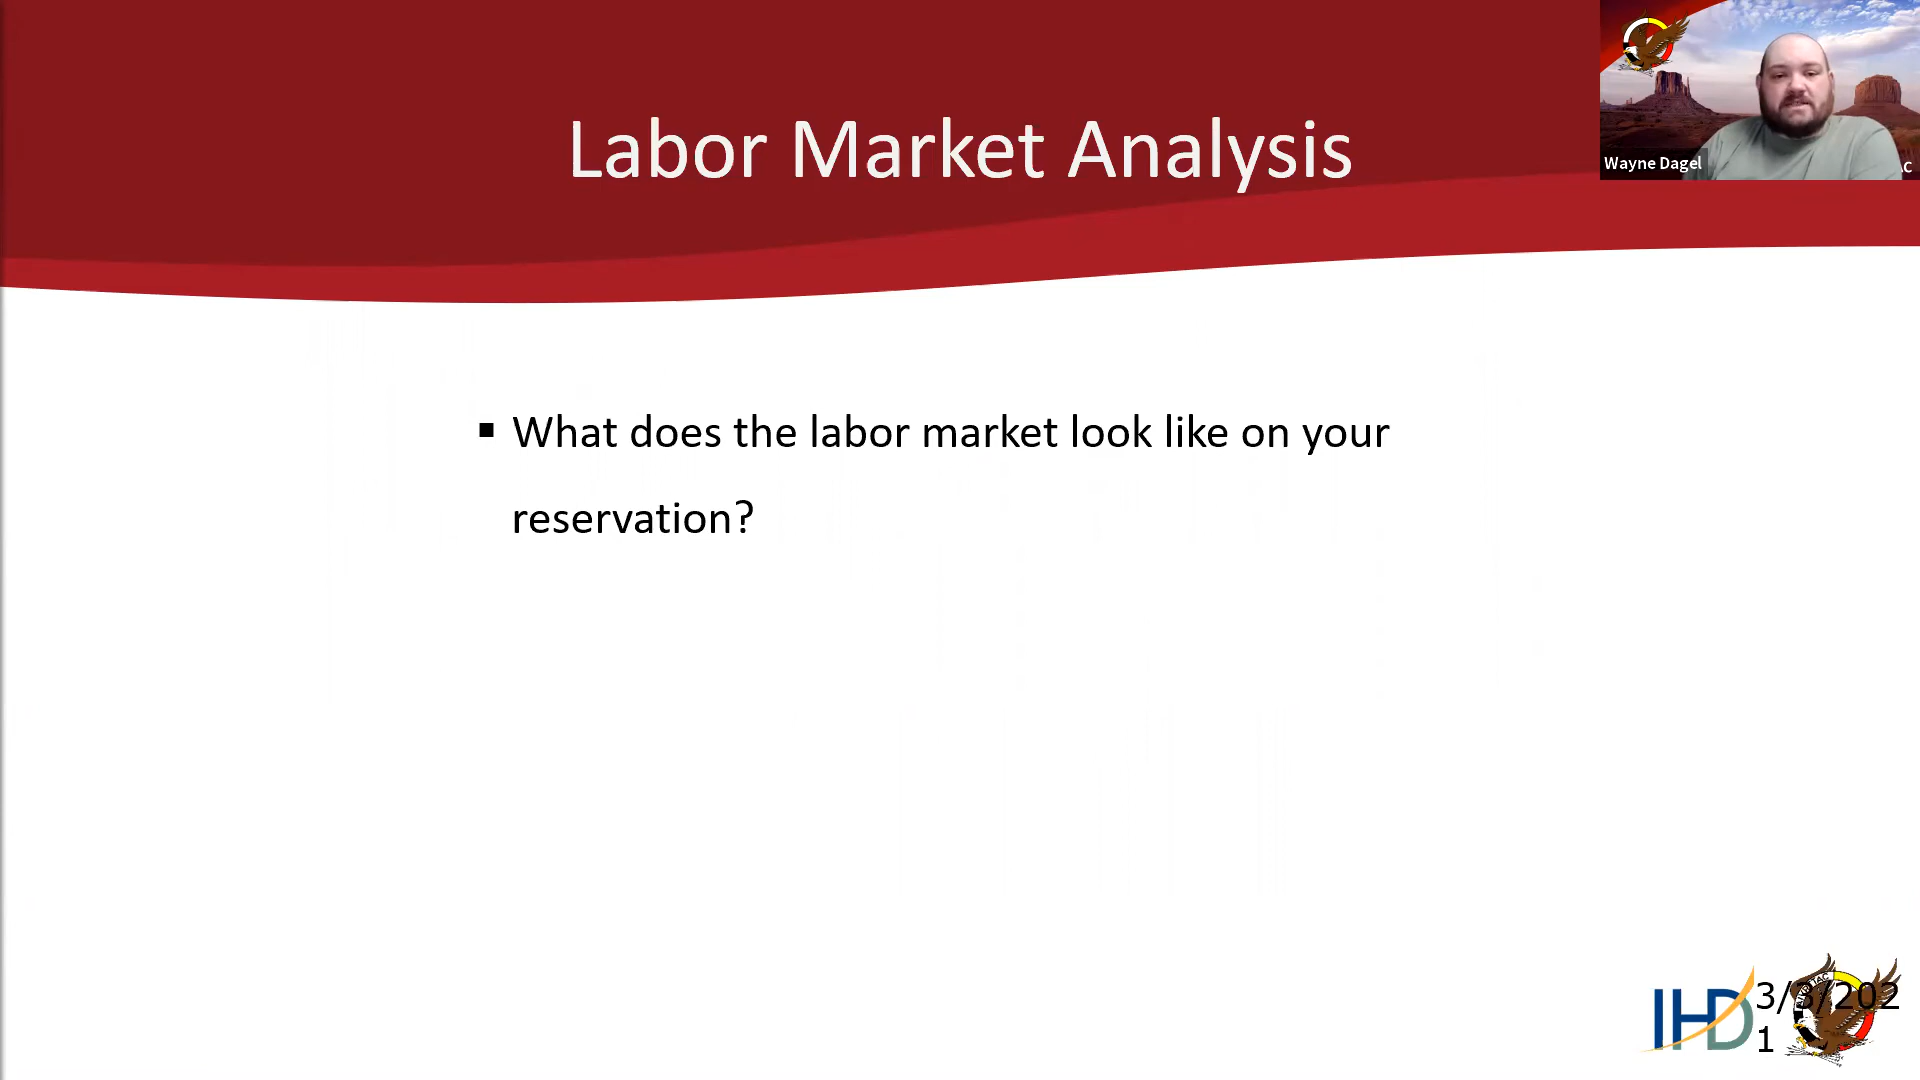 Labor Market Analysis
Wayne Dagel
▪ What does the labor market look like on your
reservation?
IHD
3/3/202
1